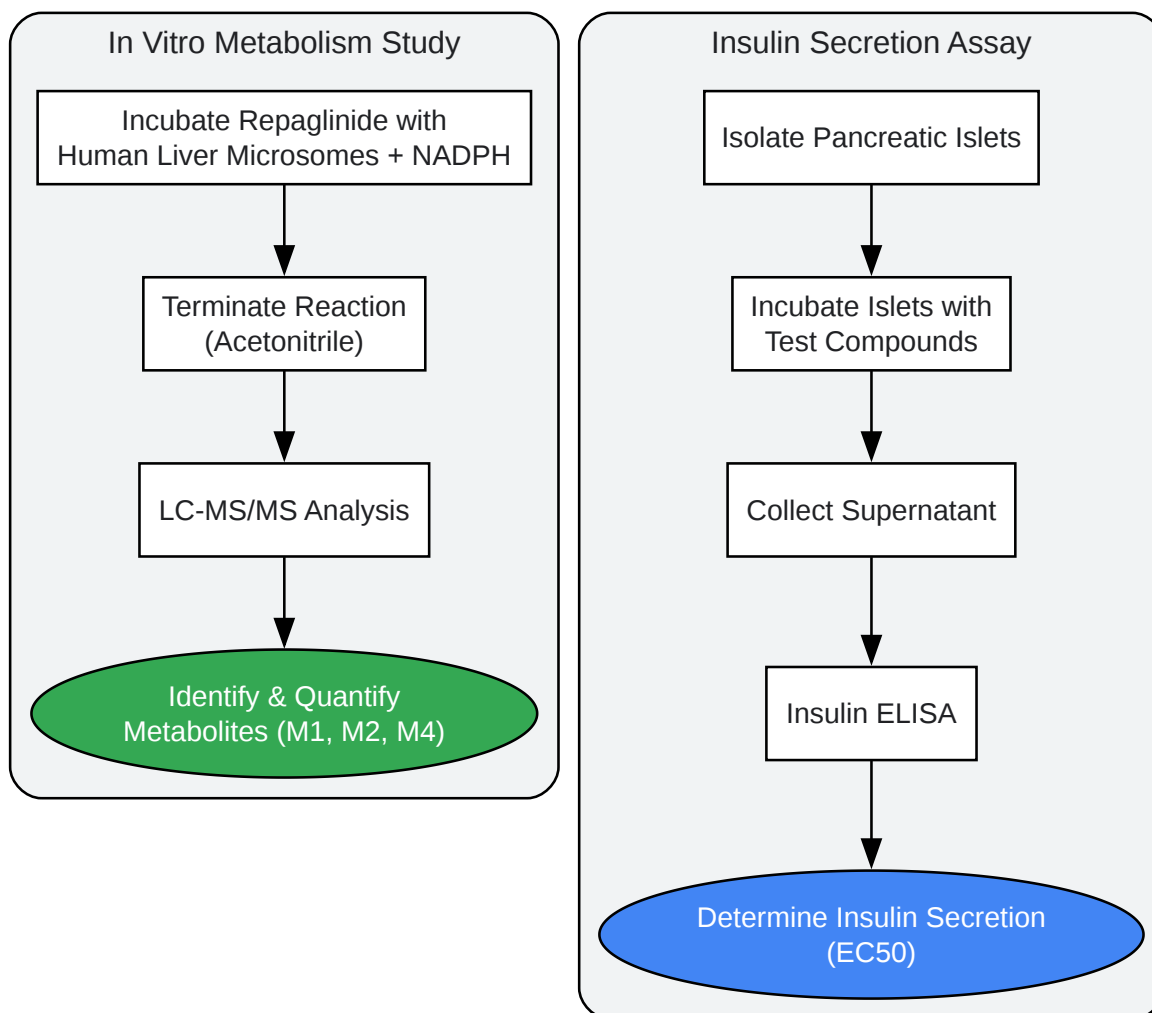 In Vitro Metabolism Study
Incubate Repaglinide with
Human Liver Microsomes + NADPH
Terminate Reaction
(Acetonitrile)
LC-MS/MS Analysis
Identify & Quantify
Metabolites (M1, M2, M4)
Insulin Secretion Assay
Isolate Pancreatic Islets
Incubate Islets with
Test Compounds
Collect Supernatant
Insulin ELISA
Determine Insulin Secretion
(EC50)